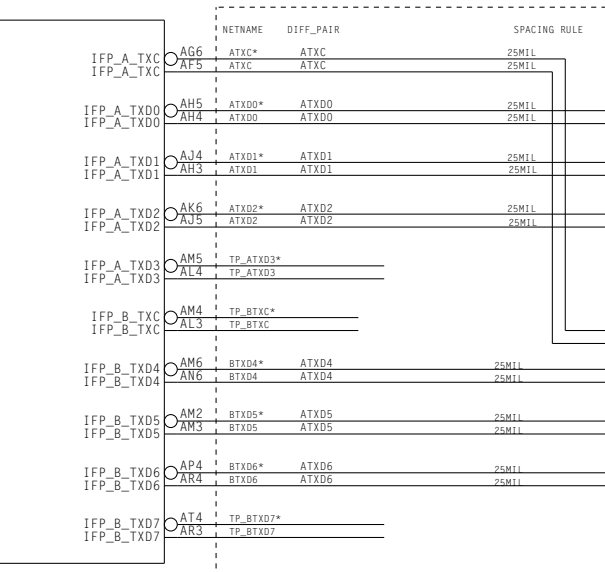 NETNAME DIFF_PAIR SPACING RULE
IFP_A_TXC AG6 ATXC* ATXC 25MIL
IFP_A_TXC AF5 ATXC ATXC 25MIL
IFP_A_TXD0 AH5 ATXD0* ATXD0 25MIL
IFP_A_TXD0 AH4 ATXD0 ATXD0 25MIL
IFP_A_TXD1 AJ4 ATXD1* ATXD1 25MIL
IFP_A_TXD1 AH3 ATXD1 ATXD1 25MIL
IFP_A_TXD2 AK6 ATXD2* ATXD2 25MIL
IFP_A_TXD2 AJ5 ATXD2 ATXD2 25MIL
IFP_A_TXD3 AM5 TP_ATXD3*
IFP_A_TXD3 AL4 TP_ATXD3
IFP_B_TXC AM4 TP_BTXC*
IFP_B_TXC AL3 TP_BTXC
IFP_B_TXD4 AM6 BTXD4* ATXD4 25MIL
IFP_B_TXD4 AN6 BTXD4 ATXD4 25MIL
IFP_B_TXD5 AM2 BTXD5* ATXD5 25MIL
IFP_B_TXD5 AM3 BTXD5 ATXD5 25MIL
IFP_B_TXD6 AP4 BTXD6* ATXD6 25MIL
IFP_B_TXD6 AR4 BTXD6 ATXD6 25MIL
IFP_B_TXD7 AT4 TP_BTXD7*
IFP_B_TXD7 AR3 TP_BTXD7